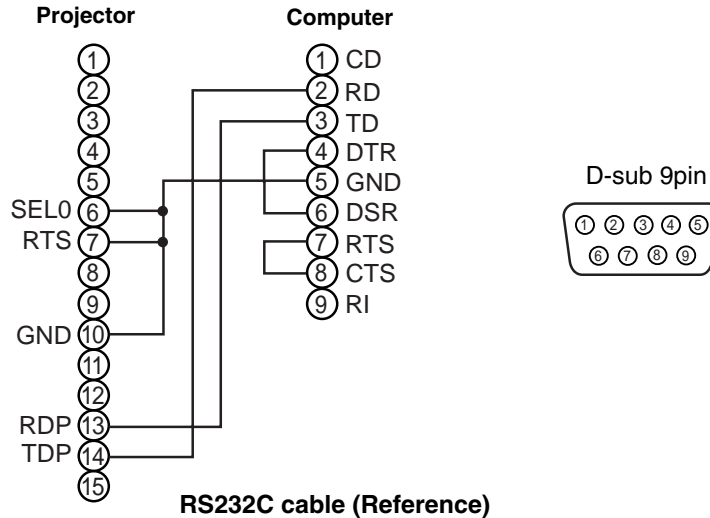 Projector
Computer
1
2
3
4
5
SEL0 6
RTS 7
8
9
GND 10
11
12
RDP 13
TDP 14
15
1 CD
2 RD
3 TD
4 DTR
5 GND
6 DSR
7 RTS
8 CTS
9 RI
D-sub 9pin
1 2 3 4 5
6 7 8 9
RS232C cable (Reference)